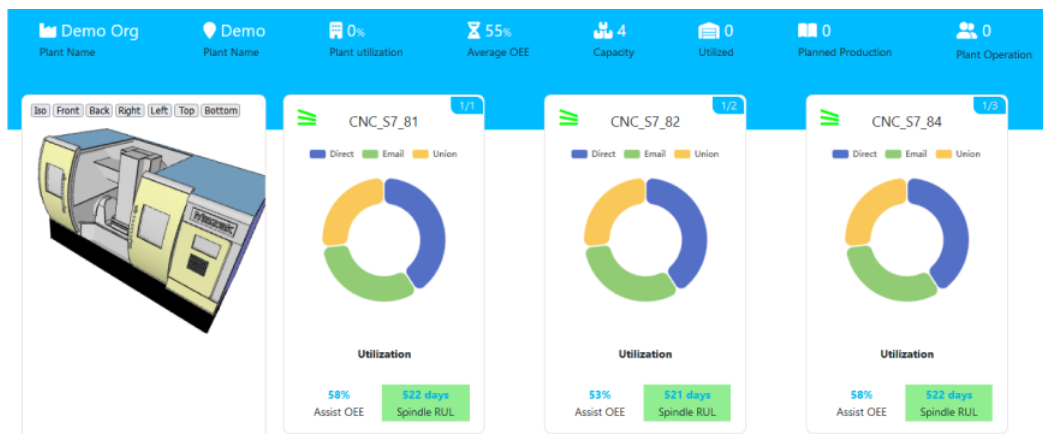 Demo Org
Plant Name
Demo
Plant Name
0%
Plant utilization
55%
Average OEE
4
Capacity
0
Utilized
0
Planned Production
0
Plant Operation
Iso Front Back Right Left Top Bottom
Mazak
1/1
CNC_S7_81
Direct Email Union
Utilization
58%
Assist OEE
522 days
Spindle RUL
1/2
CNC_S7_82
Direct Email Union
Utilization
53%
Assist OEE
521 days
Spindle RUL
1/3
CNC_S7_84
Direct Email Union
Utilization
58%
Assist OEE
522 days
Spindle RUL